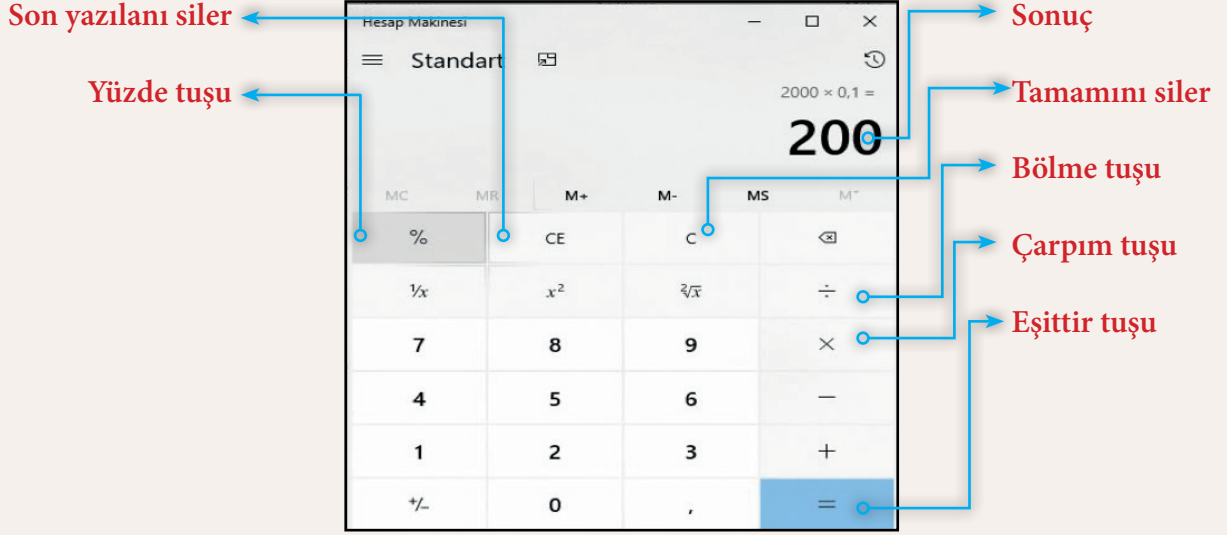 Son yazılanı siler
Yüzde tuşu
Hesap Makinesi
Standart
2000 × 0,1 =
200
MC MR M+ M- MS M˅
% CE C
⅟x x² ²√x ÷
7 8 9 ×
4 5 6 −
1 2 3 +
+/− 0 , =
Sonuç
Tamamını siler
Bölme tuşu
Çarpım tuşu
Eşittir tuşu